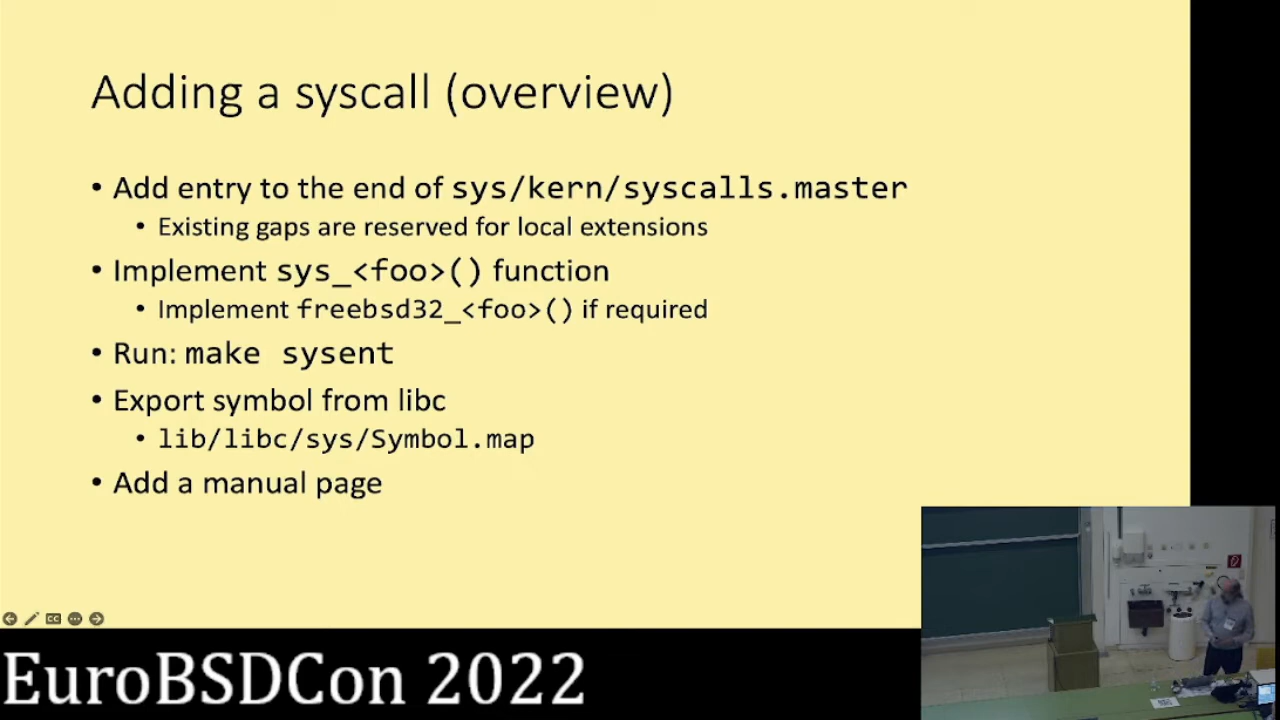 Adding a syscall (overview)
• Add entry to the end of sys/kern/syscalls.master
• Existing gaps are reserved for local extensions
• Implement sys_<foo>() function
• Implement freebsd32_<foo>() if required
• Run: make sysent
• Export symbol from libc
• lib/libc/sys/Symbol.map
• Add a manual page
CC
EuroBSDCon 2022